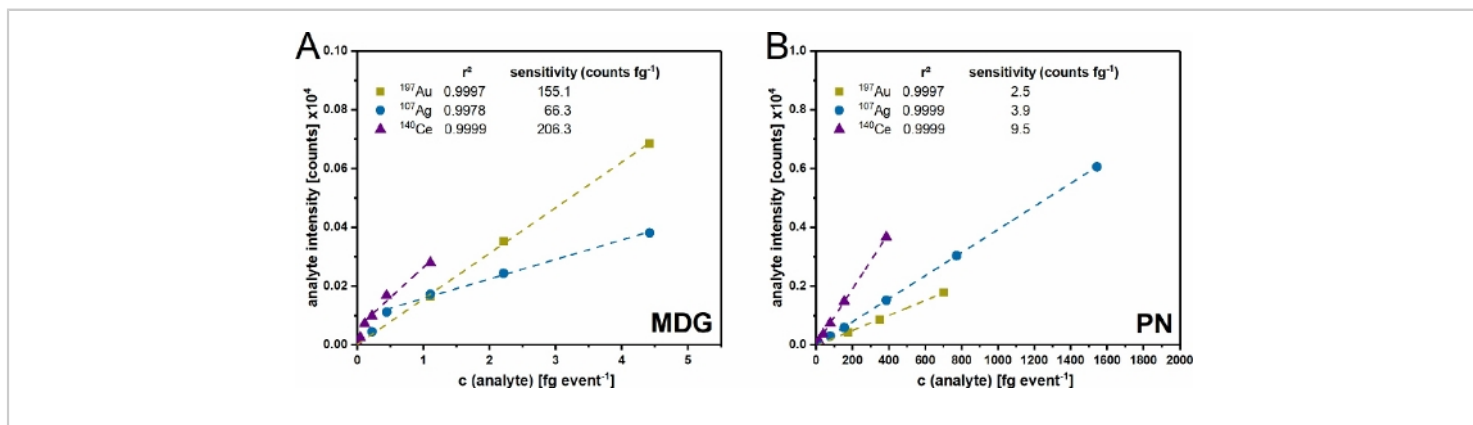 A
analyte intensity [counts] x10⁴
0.10
0.08
0.06
0.04
0.02
0.00
r² sensitivity (counts fg⁻¹)
¹⁹⁷Au 0.9997 155.1
¹⁰⁷Ag 0.9978 66.3
¹⁴⁰Ce 0.9999 206.3
MDG
0 1 2 3 4 5
c (analyte) [fg event⁻¹]
B
analyte intensity [counts] x10⁴
1.0
0.8
0.6
0.4
0.2
0.0
r² sensitivity (counts fg⁻¹)
¹⁹⁷Au 0.9997 2.5
¹⁰⁷Ag 0.9999 3.9
¹⁴⁰Ce 0.9999 9.5
PN
0 200 400 600 800 1000 1200 1400 1600 1800 2000
c (analyte) [fg event⁻¹]